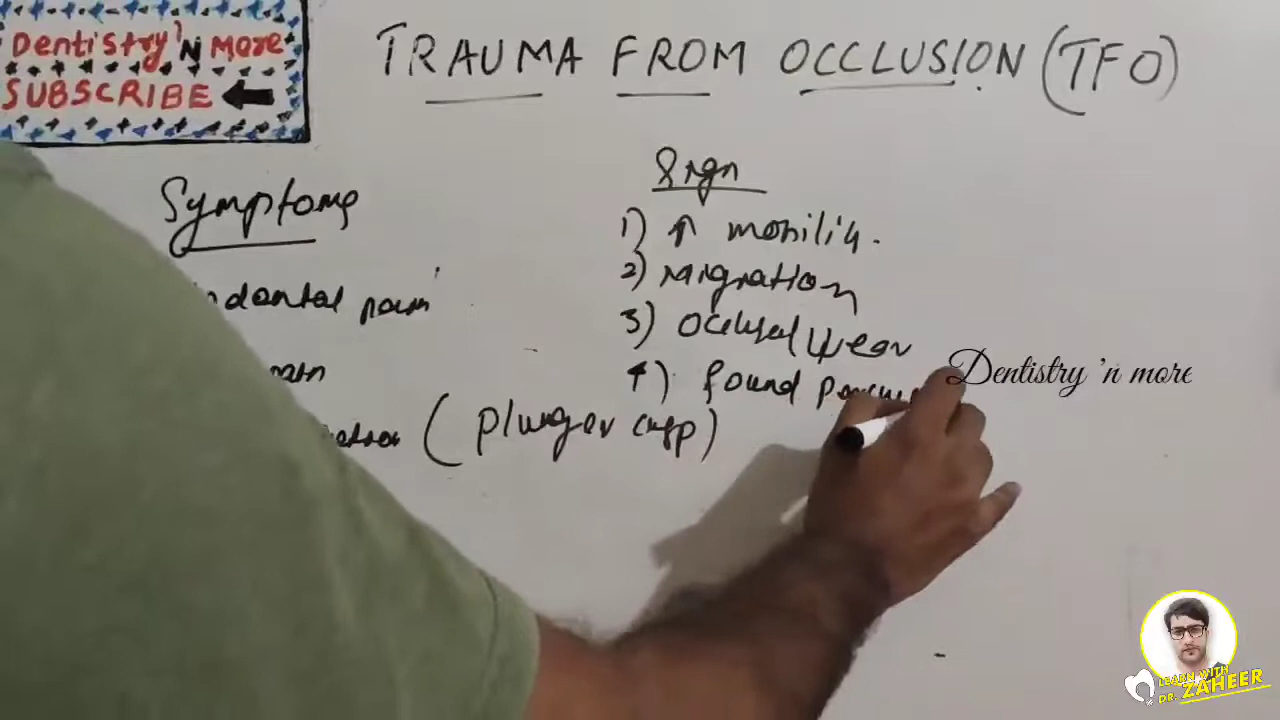 Dentistry 'N MORE
SUBSCRIBE
TRAUMA FROM OCCLUSION (TFO)
Symptoms
pain
(plunger cusp)
Sign
1) ↑ mobility.
2) Migration
3) Occlusal wear
4) found
Dentistry 'n more
LEARN WITH
DR. ZAHEER